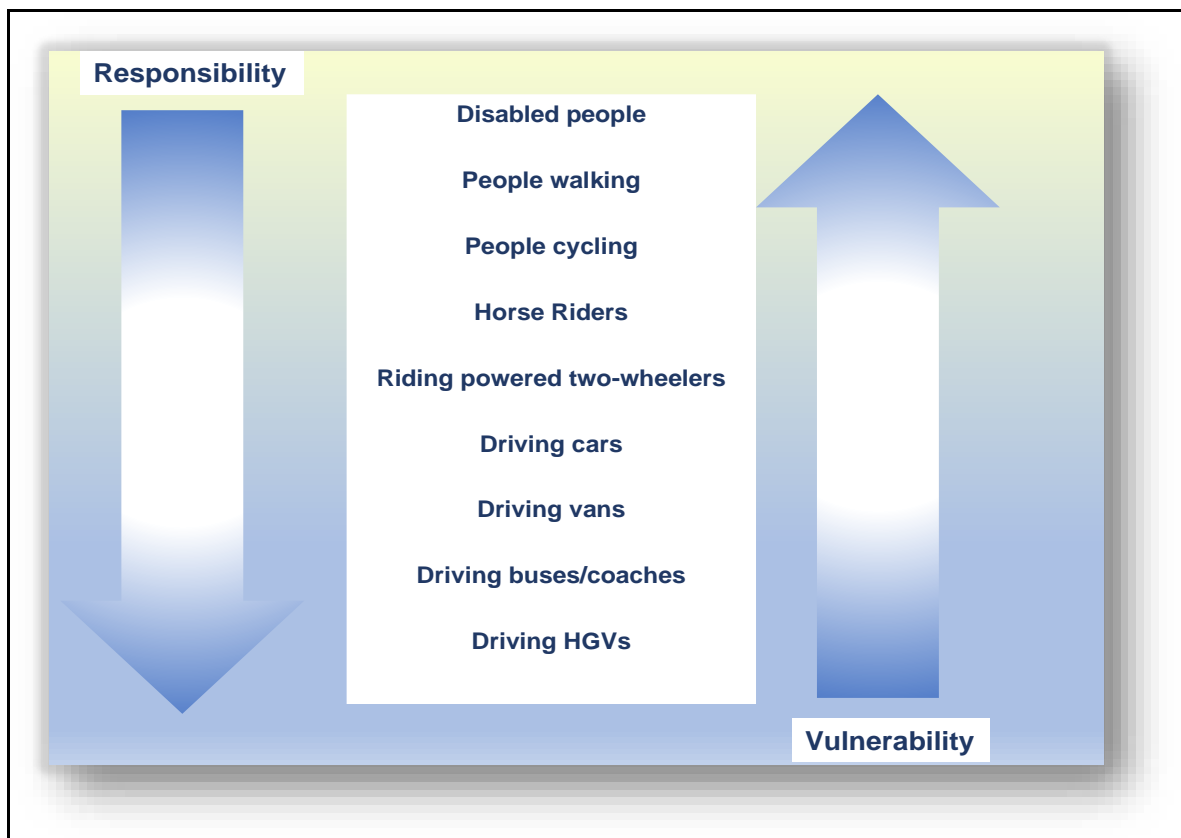 Responsibility
Disabled people
People walking
People cycling
Horse Riders
Riding powered two-wheelers
Driving cars
Driving vans
Driving buses/coaches
Driving HGVs
Vulnerability